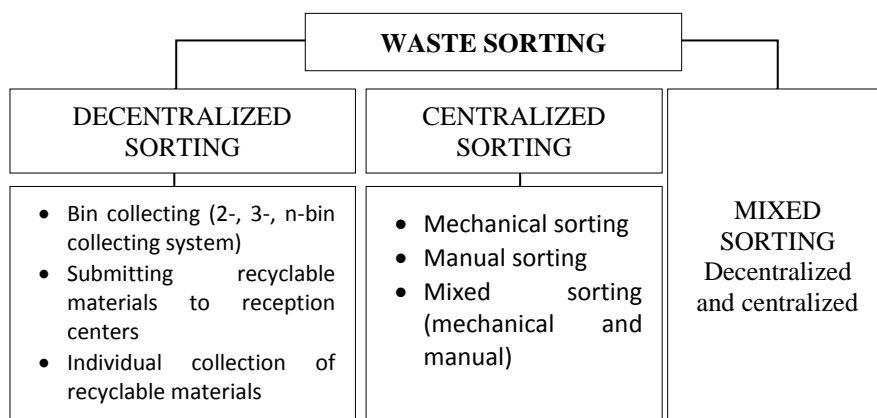 WASTE SORTING
DECENTRALIZED
SORTING
• Bin collecting (2-, 3-, n-bin
collecting system)
• Submitting recyclable
materials to reception
centers
• Individual collection of
recyclable materials
CENTRALIZED
SORTING
• Mechanical sorting
• Manual sorting
• Mixed sorting
(mechanical and
manual)
MIXED
SORTING
Decentralized
and centralized